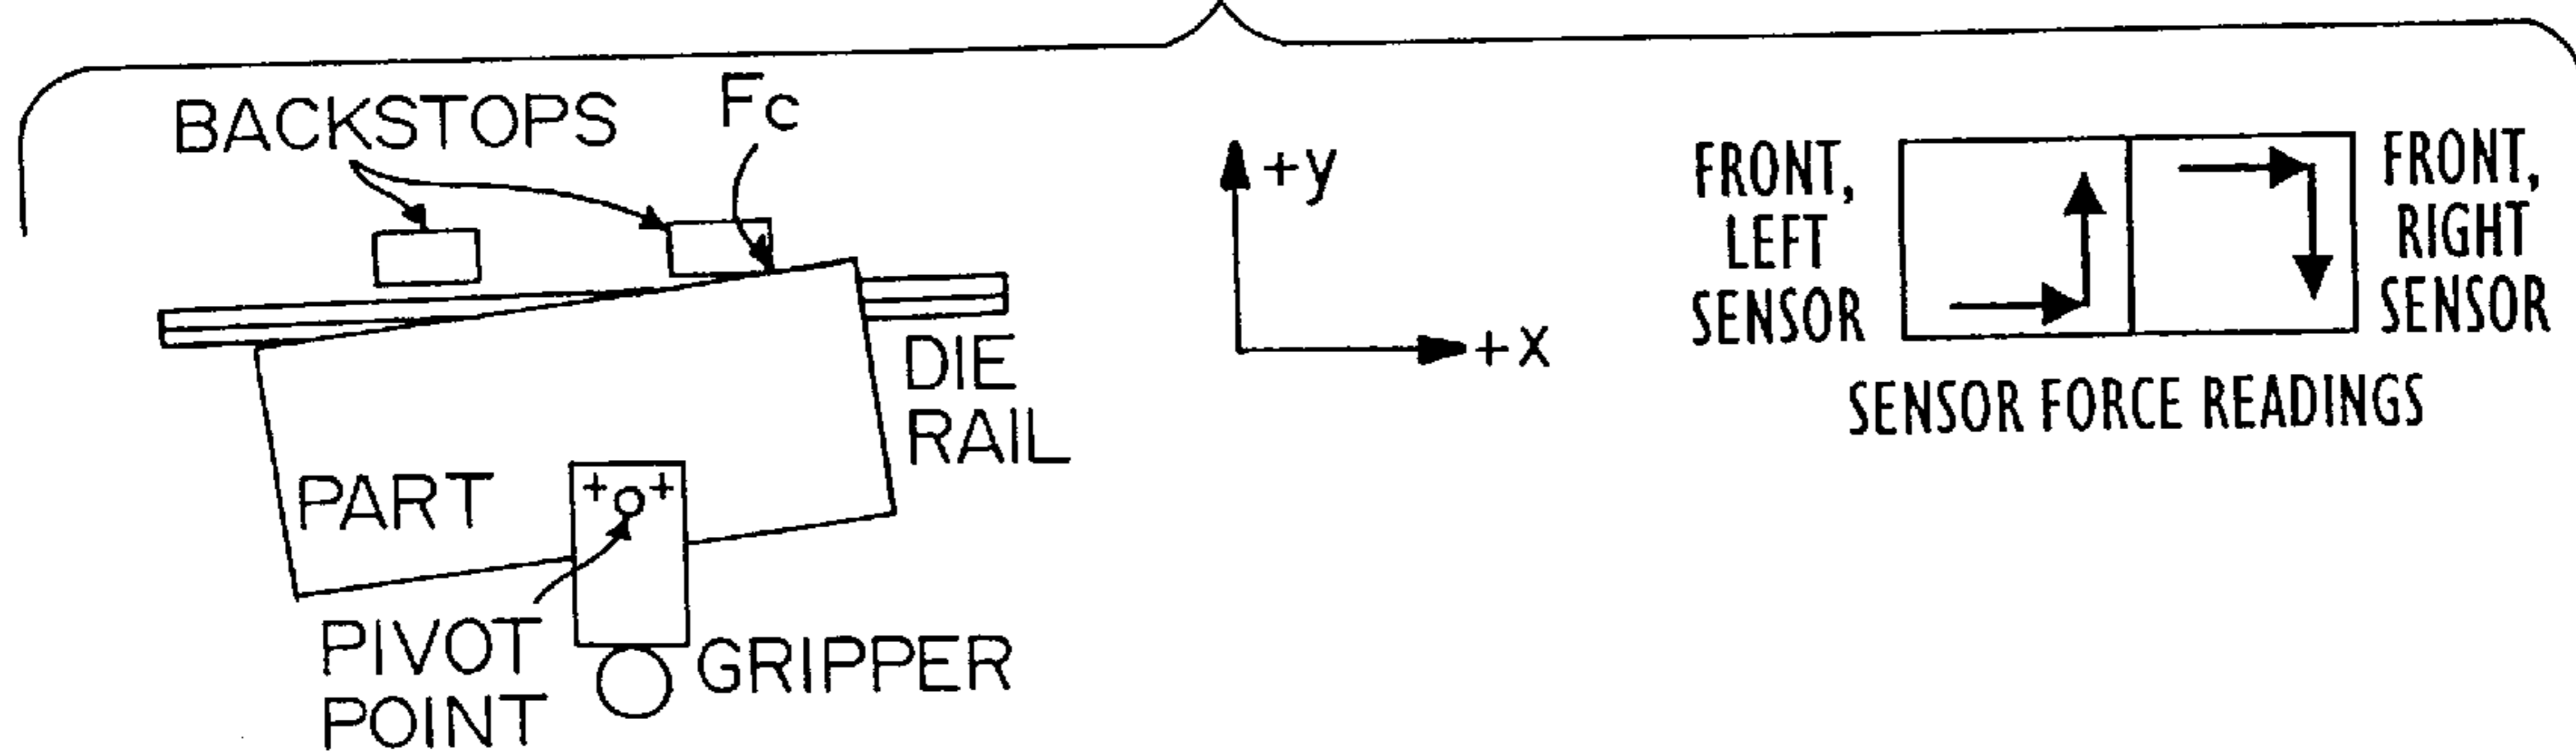 BACKSTOPS
Fc
+y
+x
FRONT,
LEFT
SENSOR
FRONT,
RIGHT
SENSOR
SENSOR FORCE READINGS
DIE
RAIL
PART
+ +
PIVOT
POINT
GRIPPER